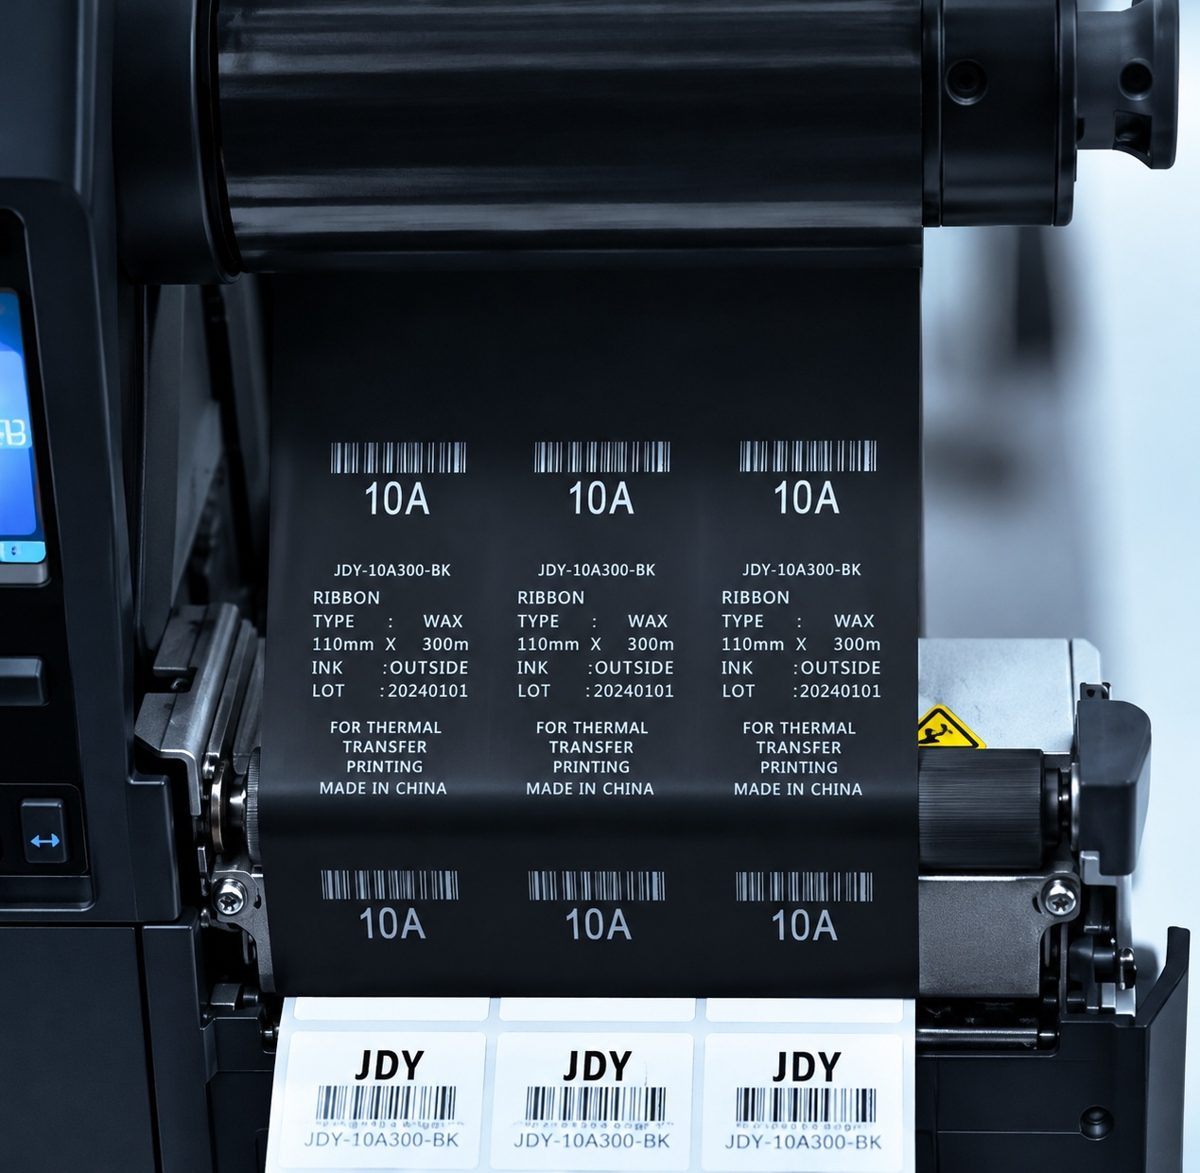 10A 10A 10A
JDY-10A300-BK JDY-10A300-BK JDY-10A300-BK
RIBBON RIBBON RIBBON
TYPE : WAX TYPE : WAX TYPE : WAX
110mm X 300m 110mm X 300m 110mm X 300m
INK :OUTSIDE INK :OUTSIDE INK :OUTSIDE
LOT :20240101 LOT :20240101 LOT :20240101
FOR THERMAL FOR THERMAL FOR THERMAL
TRANSFER TRANSFER TRANSFER
PRINTING PRINTING PRINTING
MADE IN CHINA MADE IN CHINA MADE IN CHINA
10A 10A 10A
JDY JDY JDY
JDY-10A300-BK JDY-10A300-BK JDY-10A300-BK